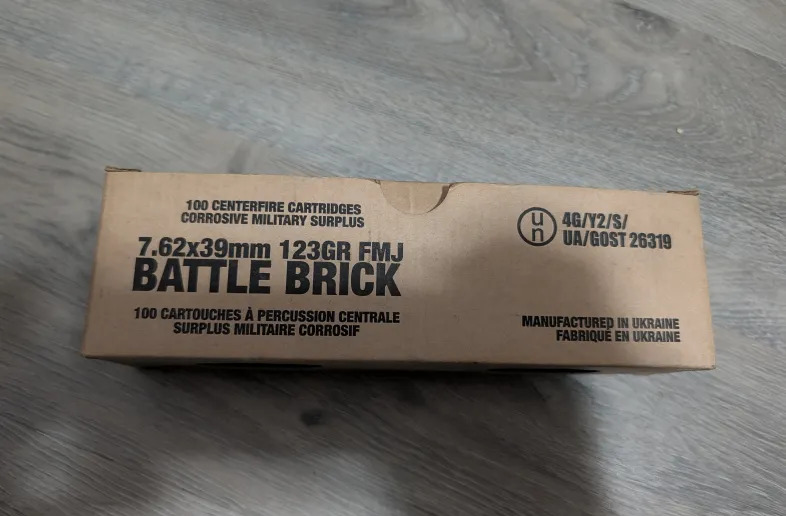 100 CENTERFIRE CARTRIDGES
CORROSIVE MILITARY SURPLUS
7.62x39mm 123GR FMJ
BATTLE BRICK
100 CARTOUCHES À PERCUSSION CENTRALE
SURPLUS MILITAIRE CORROSIF
un
4G/Y2/S/
UA/GOST 26319
MANUFACTURED IN UKRAINE
FABRIQUÉ EN UKRAINE